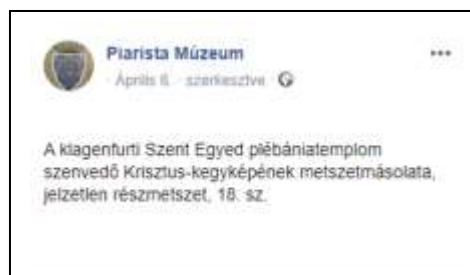 Piarista Múzeum
Április 6. · szerkesztve ·
A klagenfurti Szent Egyed plébániatemplom
szenvedő Krisztus-kegyképének metszetmásolata,
jelzetlen részmetszet, 18. sz.